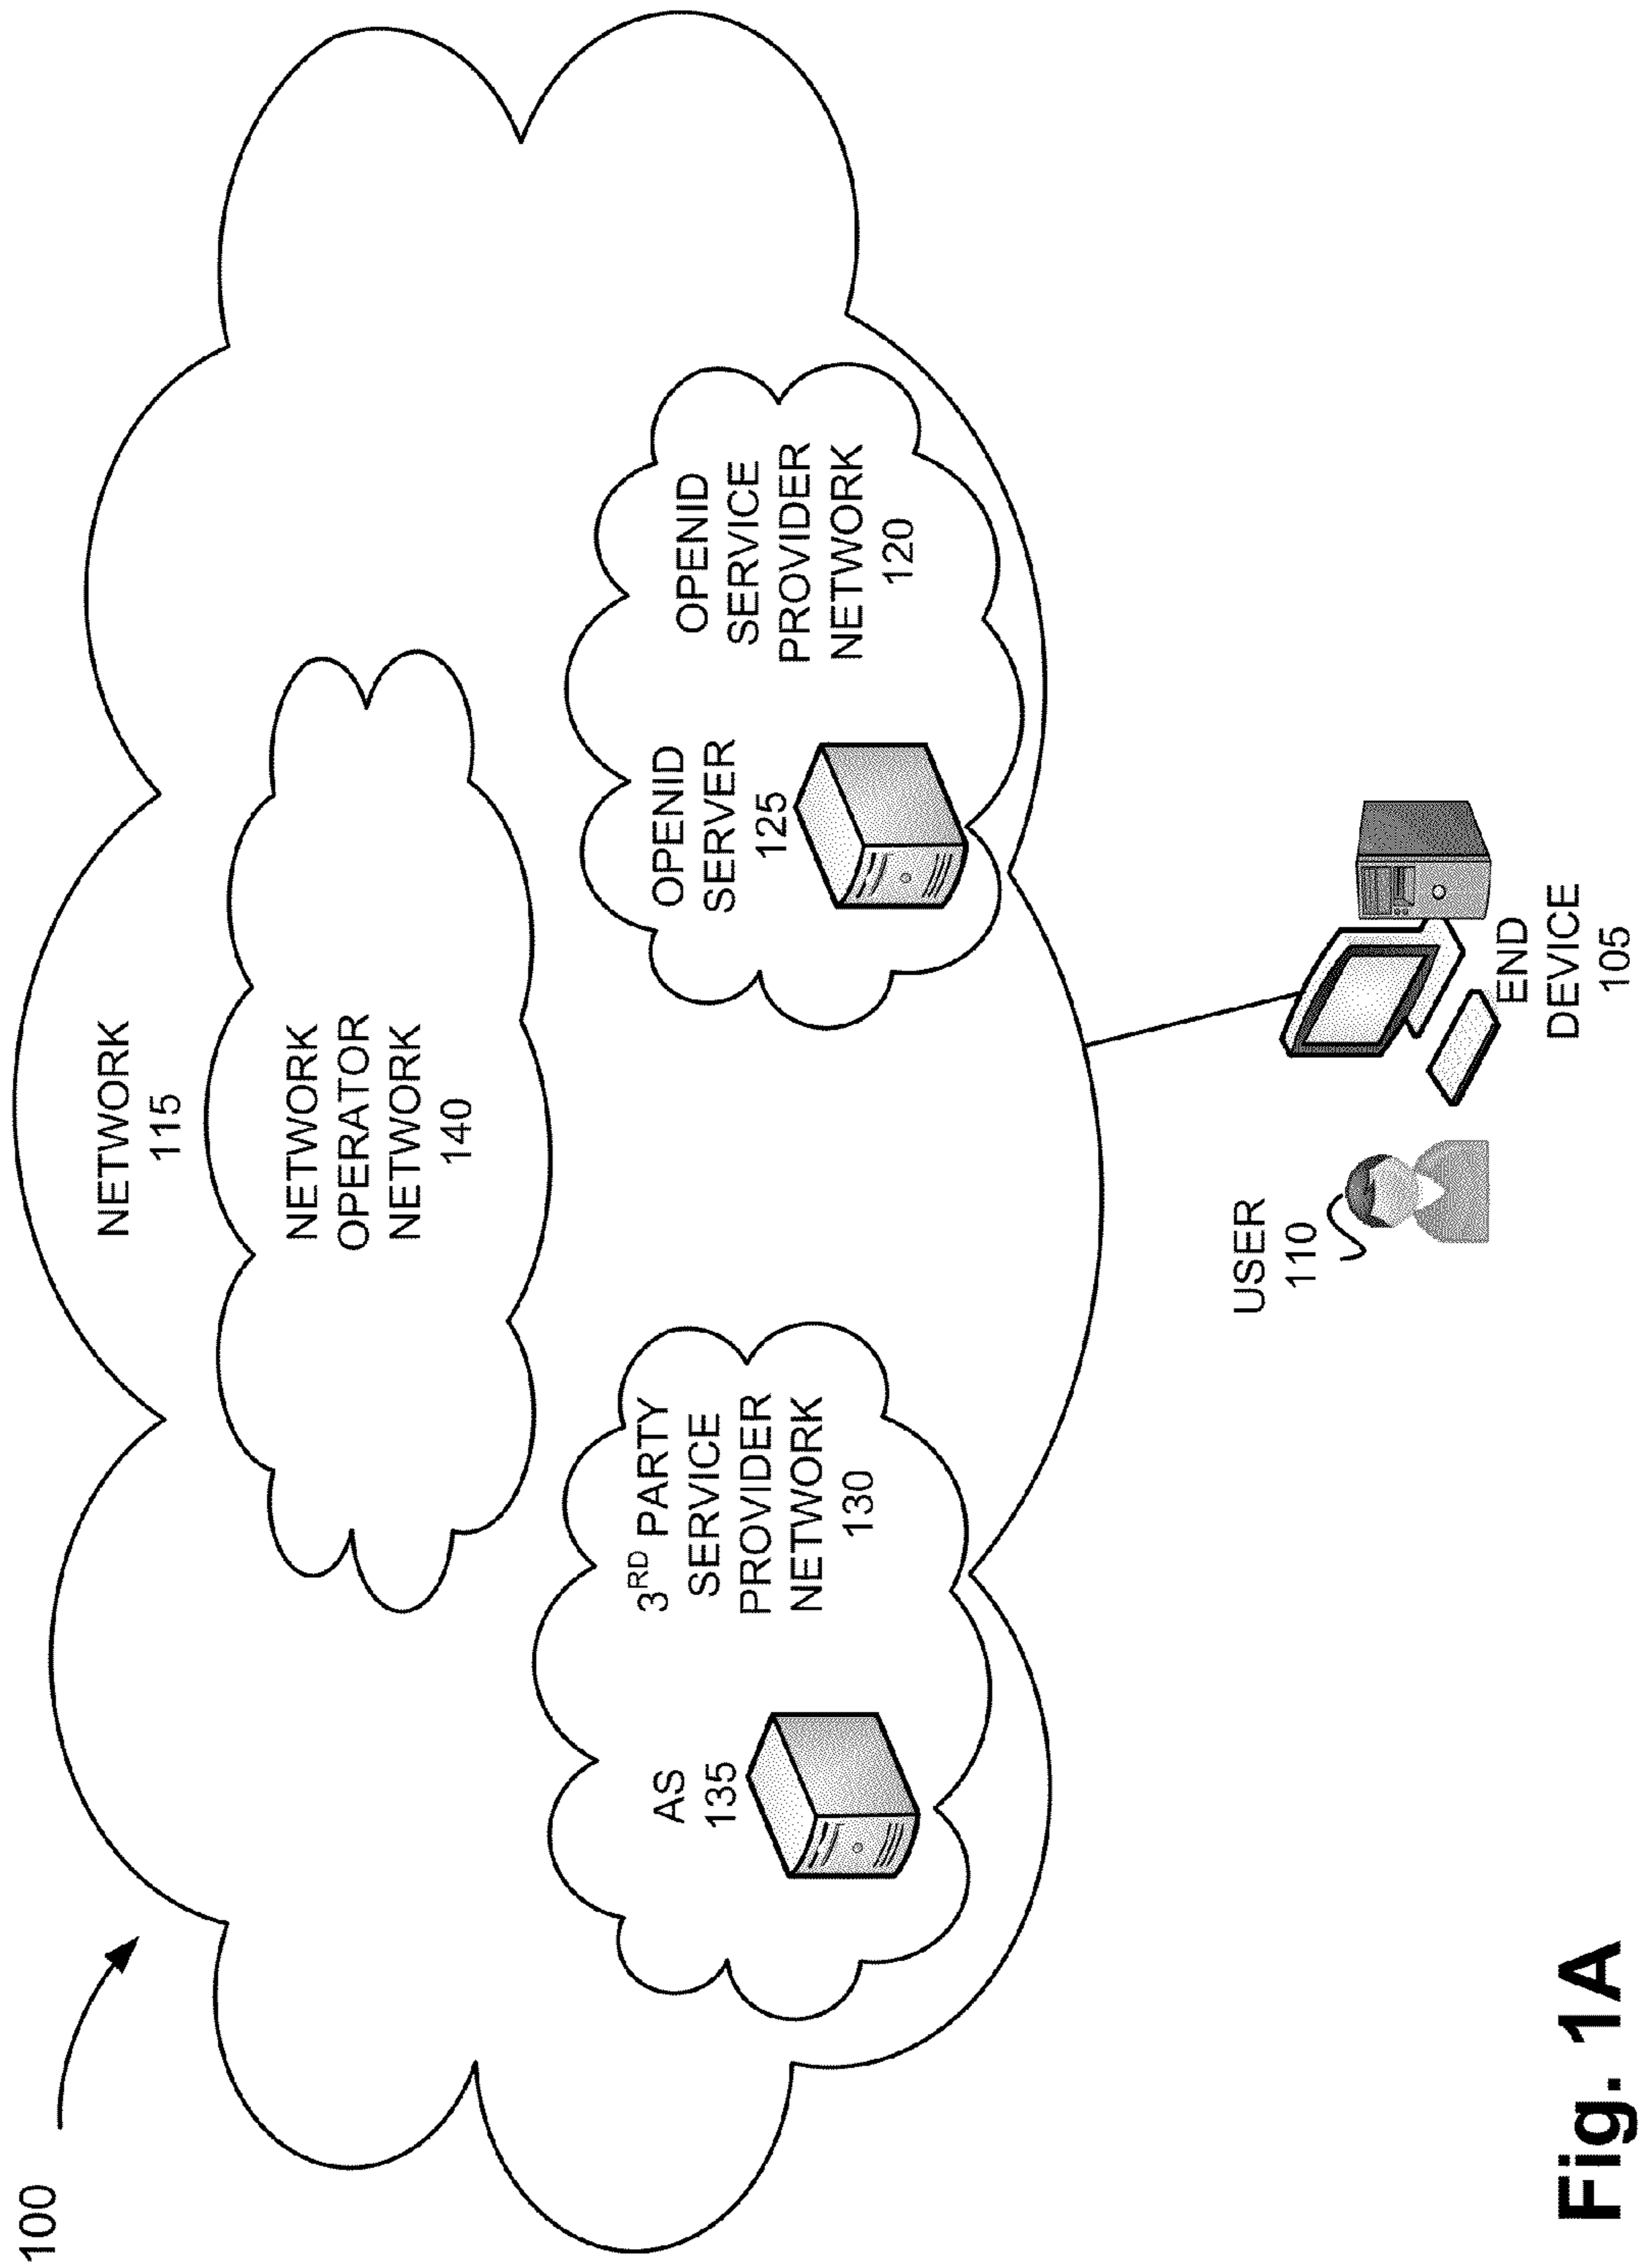 100
NETWORK
115
NETWORK
OPERATOR
NETWORK
140
3RD PARTY
SERVICE
PROVIDER
NETWORK
130
AS
135
OPENID
SERVER
125
OPENID
SERVICE
PROVIDER
NETWORK
120
USER
110
END
DEVICE
105
Fig. 1A